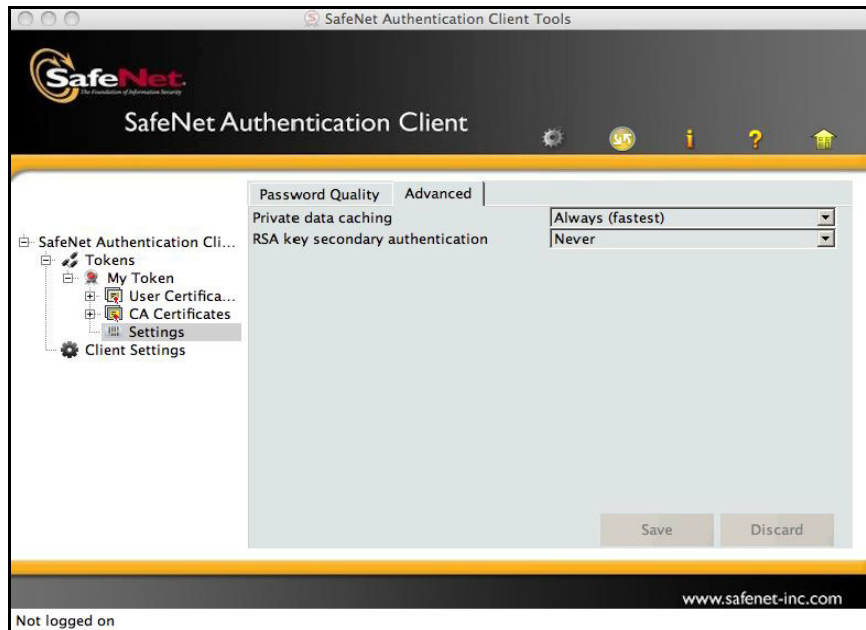 SafeNet Authentication Client Tools
SafeNet.
The Foundation of Information Security
SafeNet Authentication Client
Password Quality
Advanced
Private data caching
Always (fastest)
RSA key secondary authentication
Never
SafeNet Authentication Cli...
Tokens
My Token
User Certifica...
CA Certificates
Settings
Client Settings
Save
Discard
www.safenet-inc.com
Not logged on